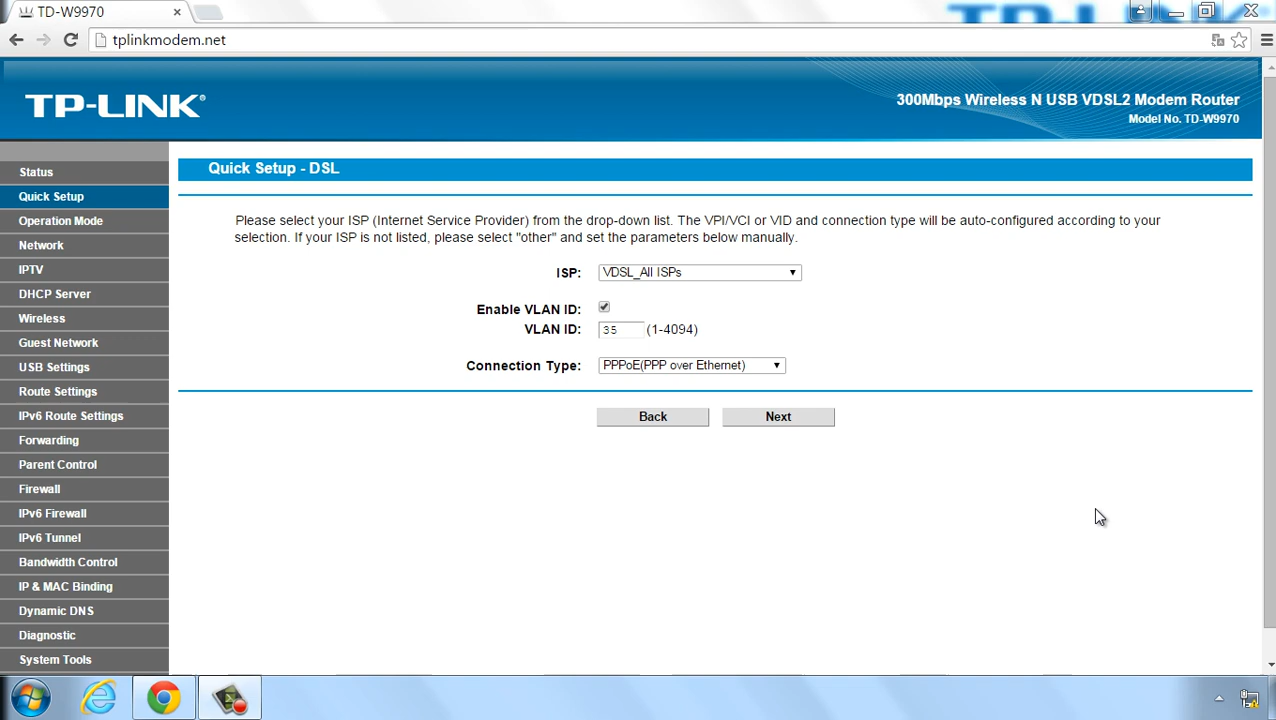 TD-W9970
tplinkmodem.net
TP-LINK®
300Mbps Wireless N USB VDSL2 Modem Router
Model No. TD-W9970
Status
Quick Setup
Operation Mode
Network
IPTV
DHCP Server
Wireless
Guest Network
USB Settings
Route Settings
IPv6 Route Settings
Forwarding
Parent Control
Firewall
IPv6 Firewall
IPv6 Tunnel
Bandwidth Control
IP & MAC Binding
Dynamic DNS
Diagnostic
System Tools
Quick Setup - DSL
Please select your ISP (Internet Service Provider) from the drop-down list. The VPI/VCI or VID and connection type will be auto-configured according to your
selection. If your ISP is not listed, please select "other" and set the parameters below manually.
ISP: VDSL_All ISPs
Enable VLAN ID:
VLAN ID: 35 (1-4094)
Connection Type: PPPoE(PPP over Ethernet)
Back Next